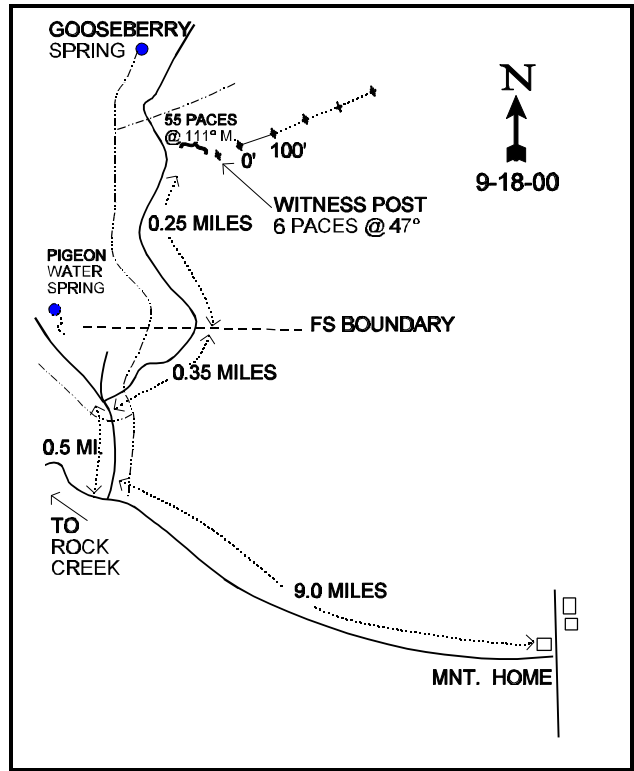 GOOSEBERRY
SPRING
N
9-18-00
55 PACES
@ 111° M.
0'
100'
WITNESS POST
6 PACES @ 47°
0.25 MILES
PIGEON
WATER
SPRING
FS BOUNDARY
0.35 MILES
0.5 MI.
TO
ROCK
CREEK
9.0 MILES
MNT. HOME